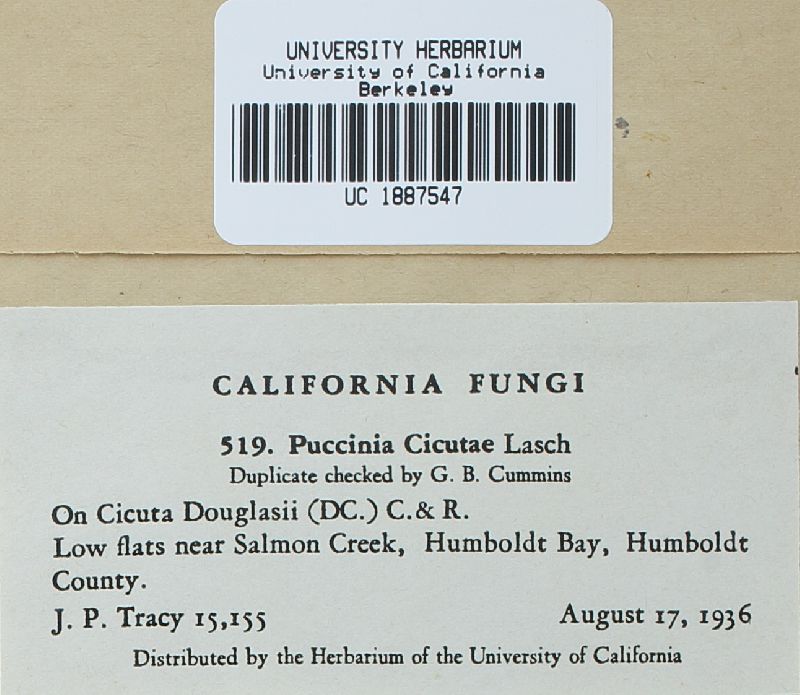 UNIVERSITY HERBARIUM
University of California
Berkeley
UC 1887547
CALIFORNIA FUNGI
519. Puccinia Cicutae Lasch
Duplicate checked by G. B. Cummins
On Cicuta Douglasii (DC.) C. & R.
Low flats near Salmon Creek, Humboldt Bay, Humboldt
County.
J. P. Tracy 15,155 August 17, 1936
Distributed by the Herbarium of the University of California